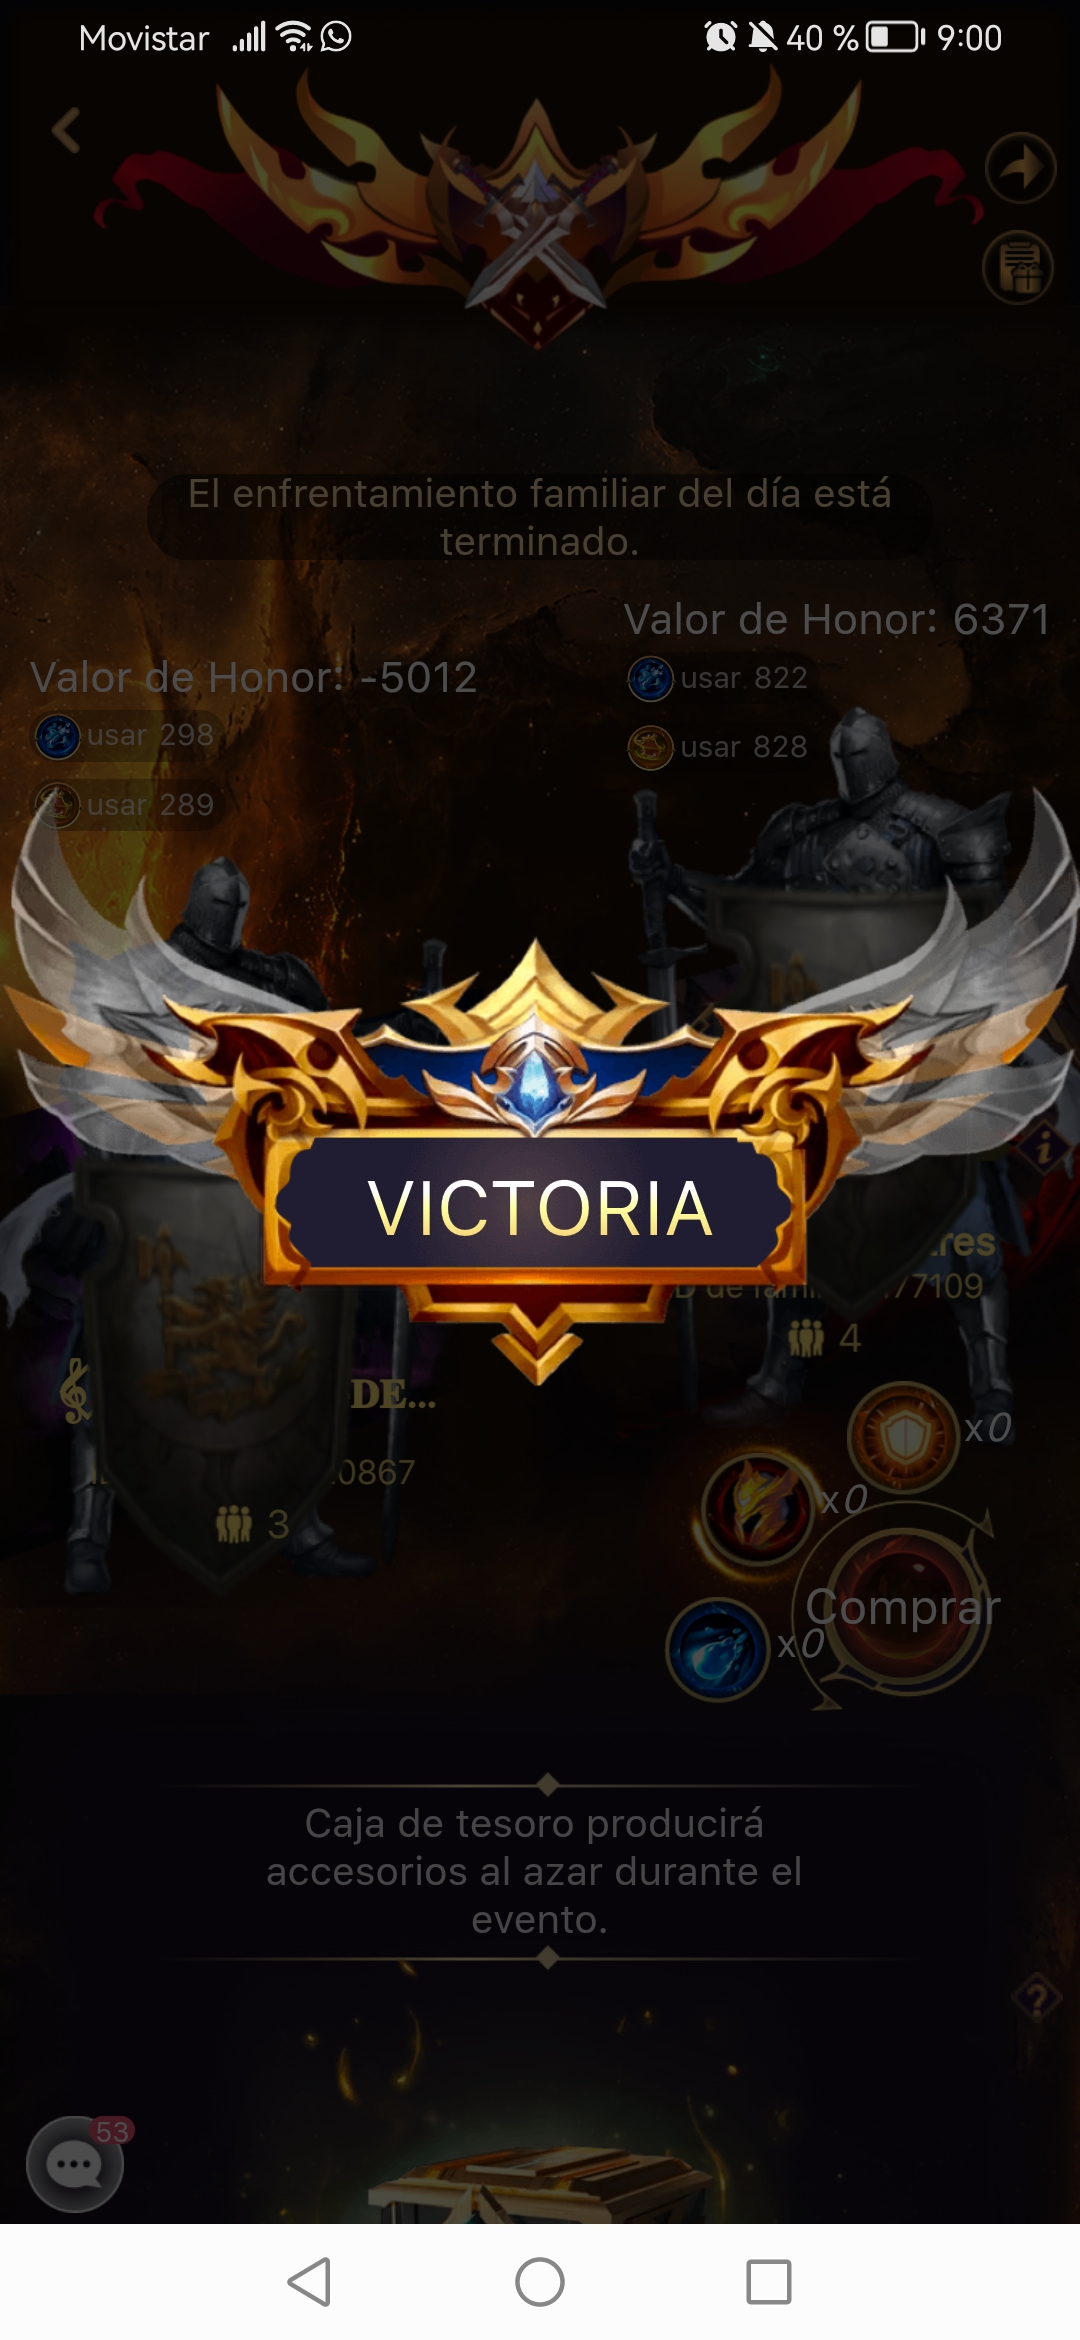 Movistar 40 % 9:00
El enfrentamiento familiar del día está
terminado.
Valor de Honor: 6371
usar 822
usar 828
Valor de Honor: -5012
usar 298
usar 289
VICTORIA
77109
4
DE...
0867
3
x0
x0
x0
Comprar
Caja de tesoro producirá
accesorios al azar durante el
evento.
53